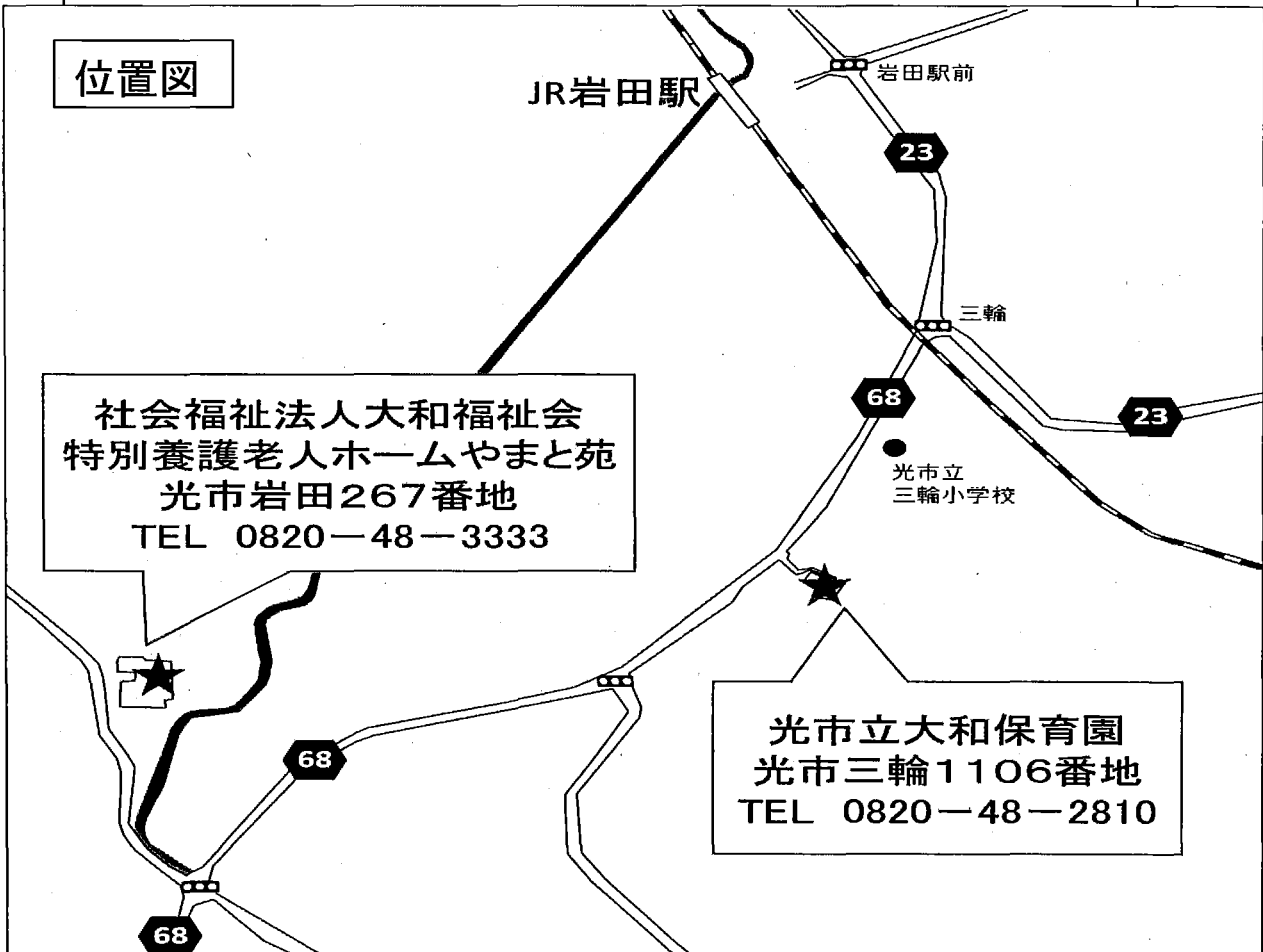 位置図
JR岩田駅
岩田駅前
23
三輪
68
23
光市立
三輪小学校
社会福祉法人大和福祉会
特別養護老人ホームやまと苑
光市岩田267番地
TEL 0820－48－3333
68
光市立大和保育園
光市三輪1106番地
TEL 0820－48－2810
68